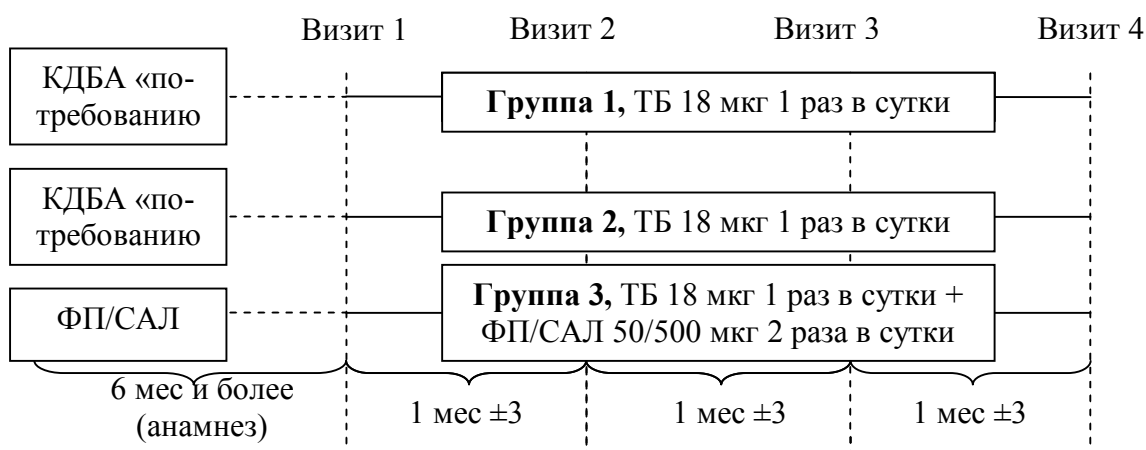 Визит 1 Визит 2 Визит 3 Визит 4
КДБА «по-
требованию
Группа 1, ТБ 18 мкг 1 раз в сутки
КДБА «по-
требованию
Группа 2, ТБ 18 мкг 1 раз в сутки
ФП/САЛ
Группа 3, ТБ 18 мкг 1 раз в сутки +
ФП/САЛ 50/500 мкг 2 раза в сутки
6 мес и более
(анамнез)
1 мес ±3
1 мес ±3
1 мес ±3